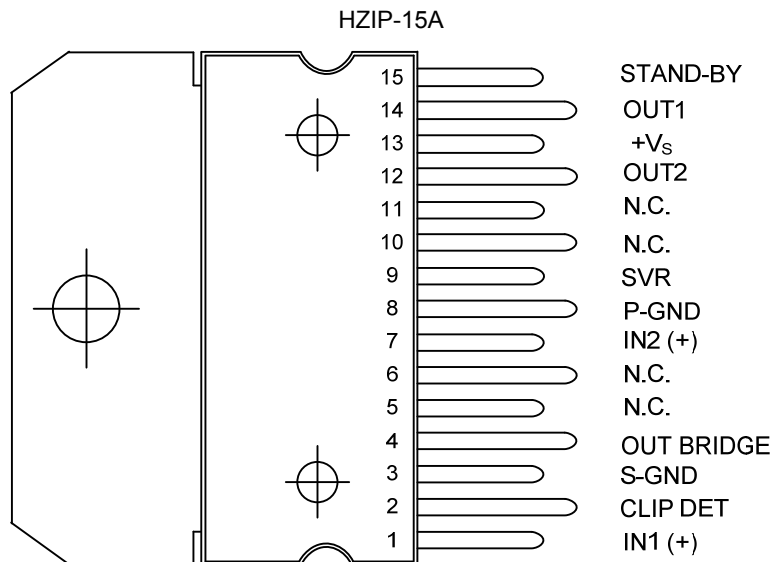 HZIP-15A
15 STAND-BY
14 OUT1
13 +VS
12 OUT2
11 N.C.
10 N.C.
9 SVR
8 P-GND
7 IN2 (+)
6 N.C.
5 N.C.
4 OUT BRIDGE
3 S-GND
2 CLIP DET
1 IN1 (+)